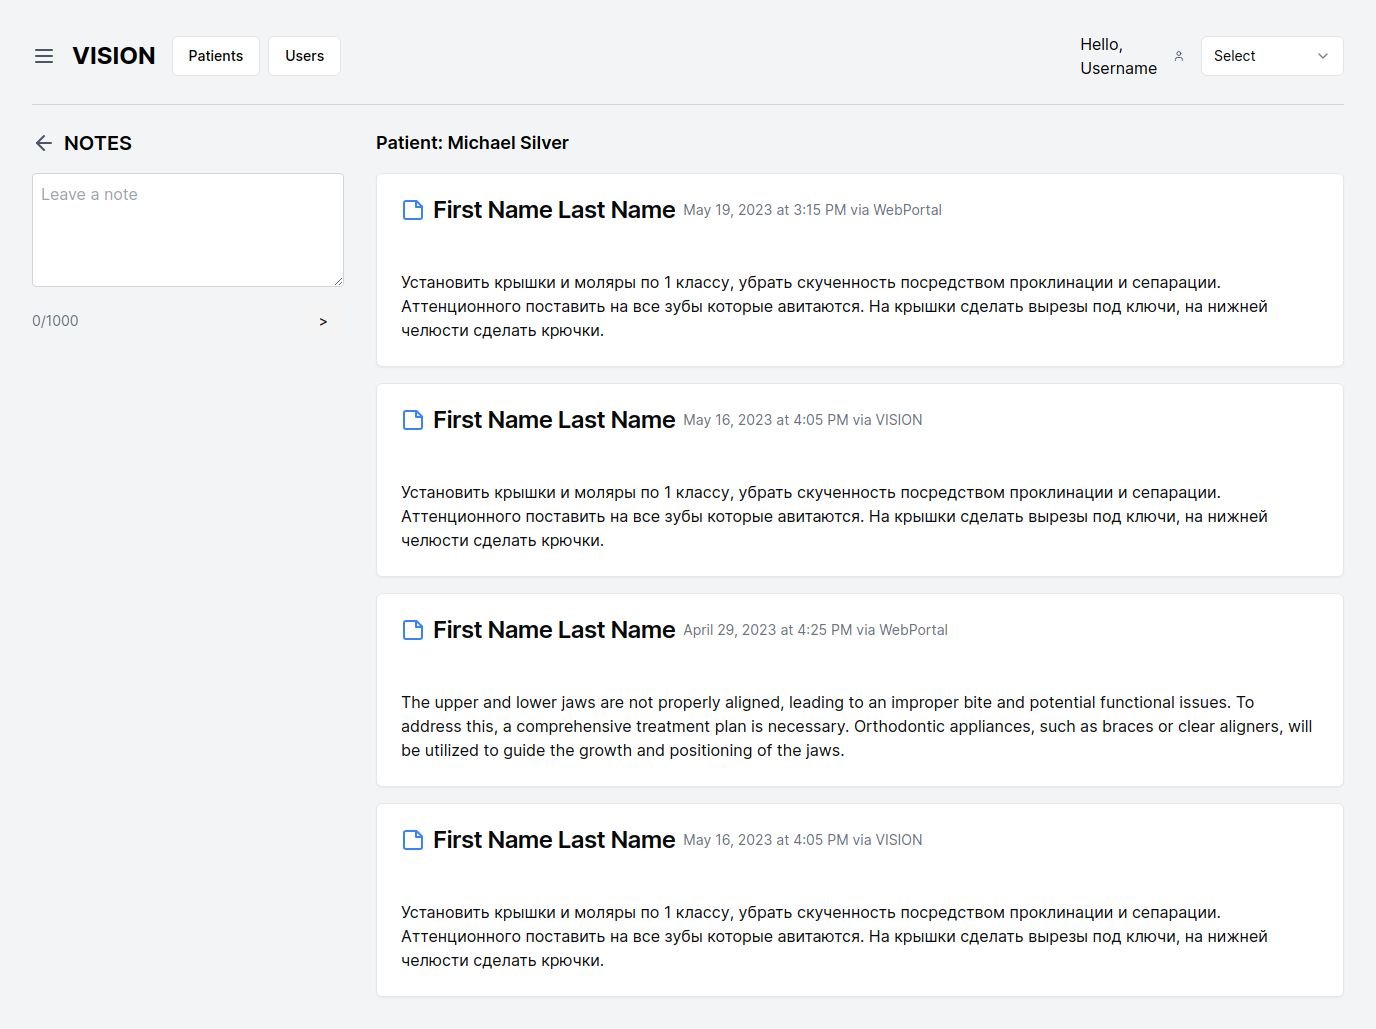 VISION Patients Users
Hello,
Username
Select
NOTES
Leave a note
0/1000 >
Patient: Michael Silver
First Name Last Name May 19, 2023 at 3:15 PM via WebPortal
Установить крышки и моляры по 1 классу, убрать скученность посредством проклинации и сепарации.
Аттенционного поставить на все зубы которые авитаются. На крышки сделать вырезы под ключи, на нижней
челюсти сделать крючки.
First Name Last Name May 16, 2023 at 4:05 PM via VISION
Установить крышки и моляры по 1 классу, убрать скученность посредством проклинации и сепарации.
Аттенционного поставить на все зубы которые авитаются. На крышки сделать вырезы под ключи, на нижней
челюсти сделать крючки.
First Name Last Name April 29, 2023 at 4:25 PM via WebPortal
The upper and lower jaws are not properly aligned, leading to an improper bite and potential functional issues. To
address this, a comprehensive treatment plan is necessary. Orthodontic appliances, such as braces or clear aligners, will
be utilized to guide the growth and positioning of the jaws.
First Name Last Name May 16, 2023 at 4:05 PM via VISION
Установить крышки и моляры по 1 классу, убрать скученность посредством проклинации и сепарации.
Аттенционного поставить на все зубы которые авитаются. На крышки сделать вырезы под ключи, на нижней
челюсти сделать крючки.